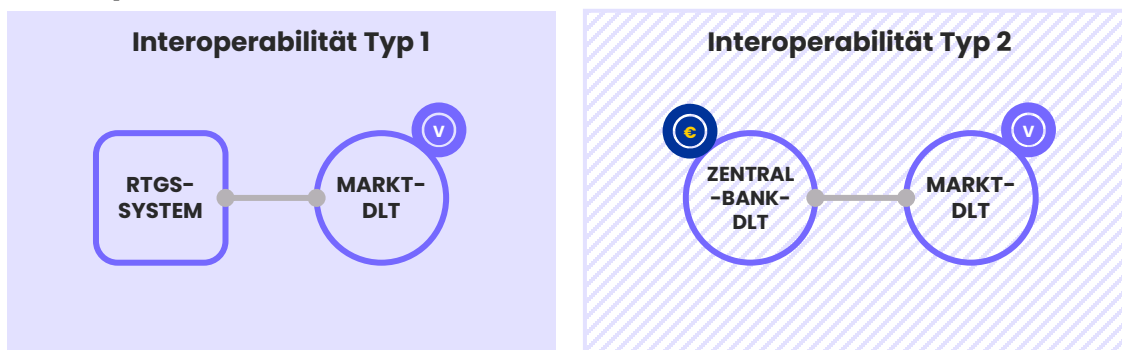 Interoperabilität Typ 1
V
RTGS-
SYSTEM
MARKT-
DLT
Interoperabilität Typ 2
€
V
ZENTRAL
-BANK-
DLT
MARKT-
DLT